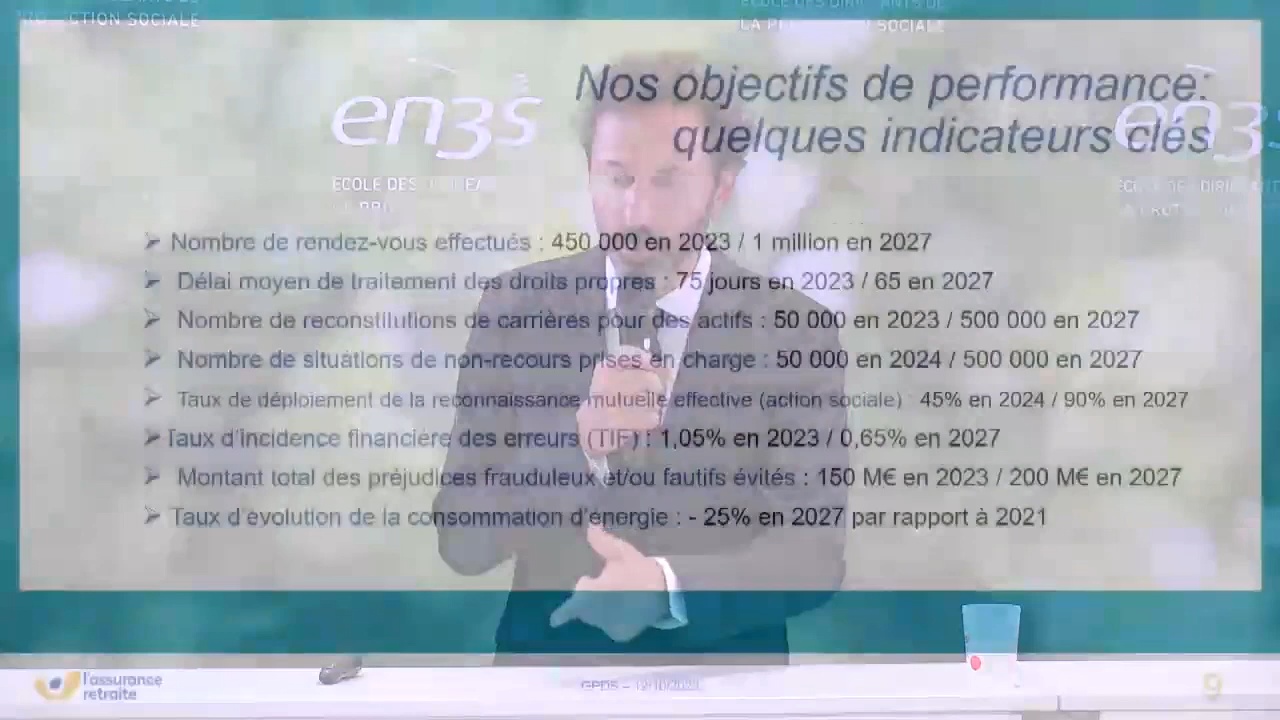 CTION SOCIALE
SOCIALE
Nos objectifs de performance:
quelques indicateurs clés
en3s
en3s
ECOLE DES
➢ Nombre de rendez-vous effectués : 450 000 en 2023 / 1 million en 2027
➢ Délai moyen de traitement des droits propres : 75 jours en 2023 / 65 en 2027
➢ Nombre de reconstitutions de carrières pour des actifs : 50 000 en 2023 / 500 000 en 2027
➢ Nombre de situations de non-recours prises en charge : 50 000 en 2024 / 500 000 en 2027
➢ Taux de déploiement de la reconnaissance mutuelle effective (action sociale) : 45% en 2024 / 90% en 2027
➢ Taux d'incidence financière des erreurs (TIF) : 1,05% en 2023 / 0,65% en 2027
➢ Montant total des préjudices frauduleux et/ou fautifs évités : 150 M€ en 2023 / 200 M€ en 2027
➢ Taux d'évolution de la consommation d'énergie : - 25% en 2027 par rapport à 2021
l'assurance
retraite
9